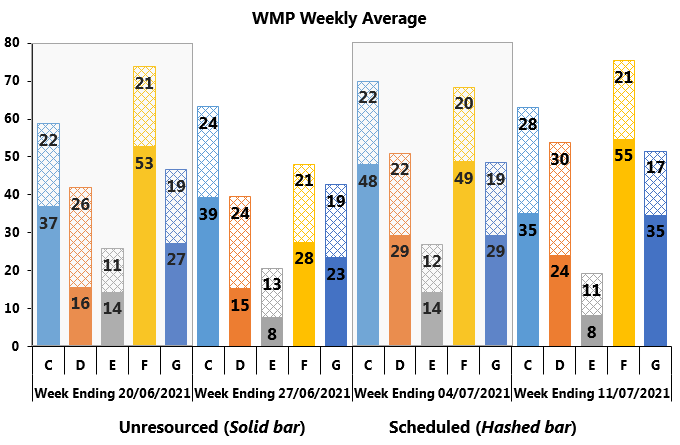 WMP Weekly Average
80
70
60
50
40
30
20
10
0
22 26 11 21 19
37 16 14 53 27
24 24 13 21 19
39 15 8 28 23
22 22 12 20 19
48 29 14 49 29
28 30 11 21 17
35 24 8 55 35
C D E F G C D E F G C D E F G C D E F G
Week Ending 20/06/2021 Week Ending 27/06/2021 Week Ending 04/07/2021 Week Ending 11/07/2021
Unresourced (Solid bar) Scheduled (Hashed bar)